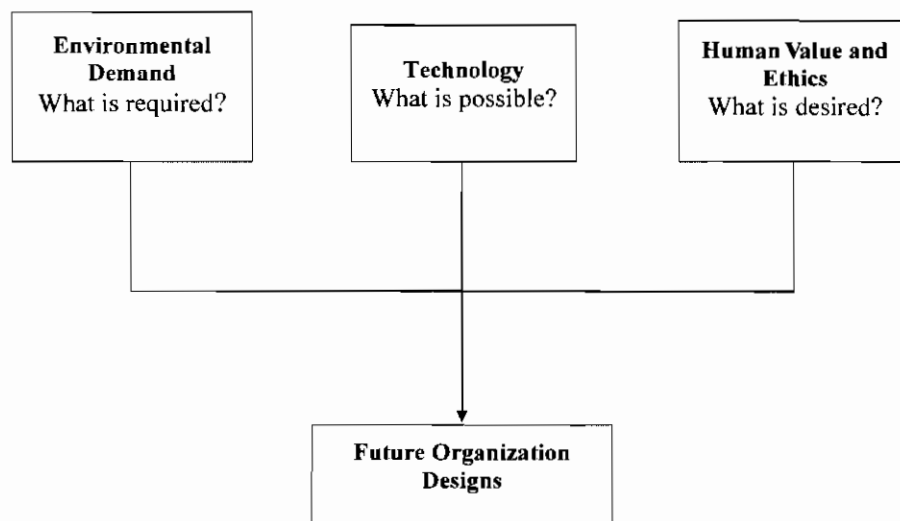 Environmental
Demand
What is required?
Technology
What is possible?
Human Value and
Ethics
What is desired?
Future Organization
Designs